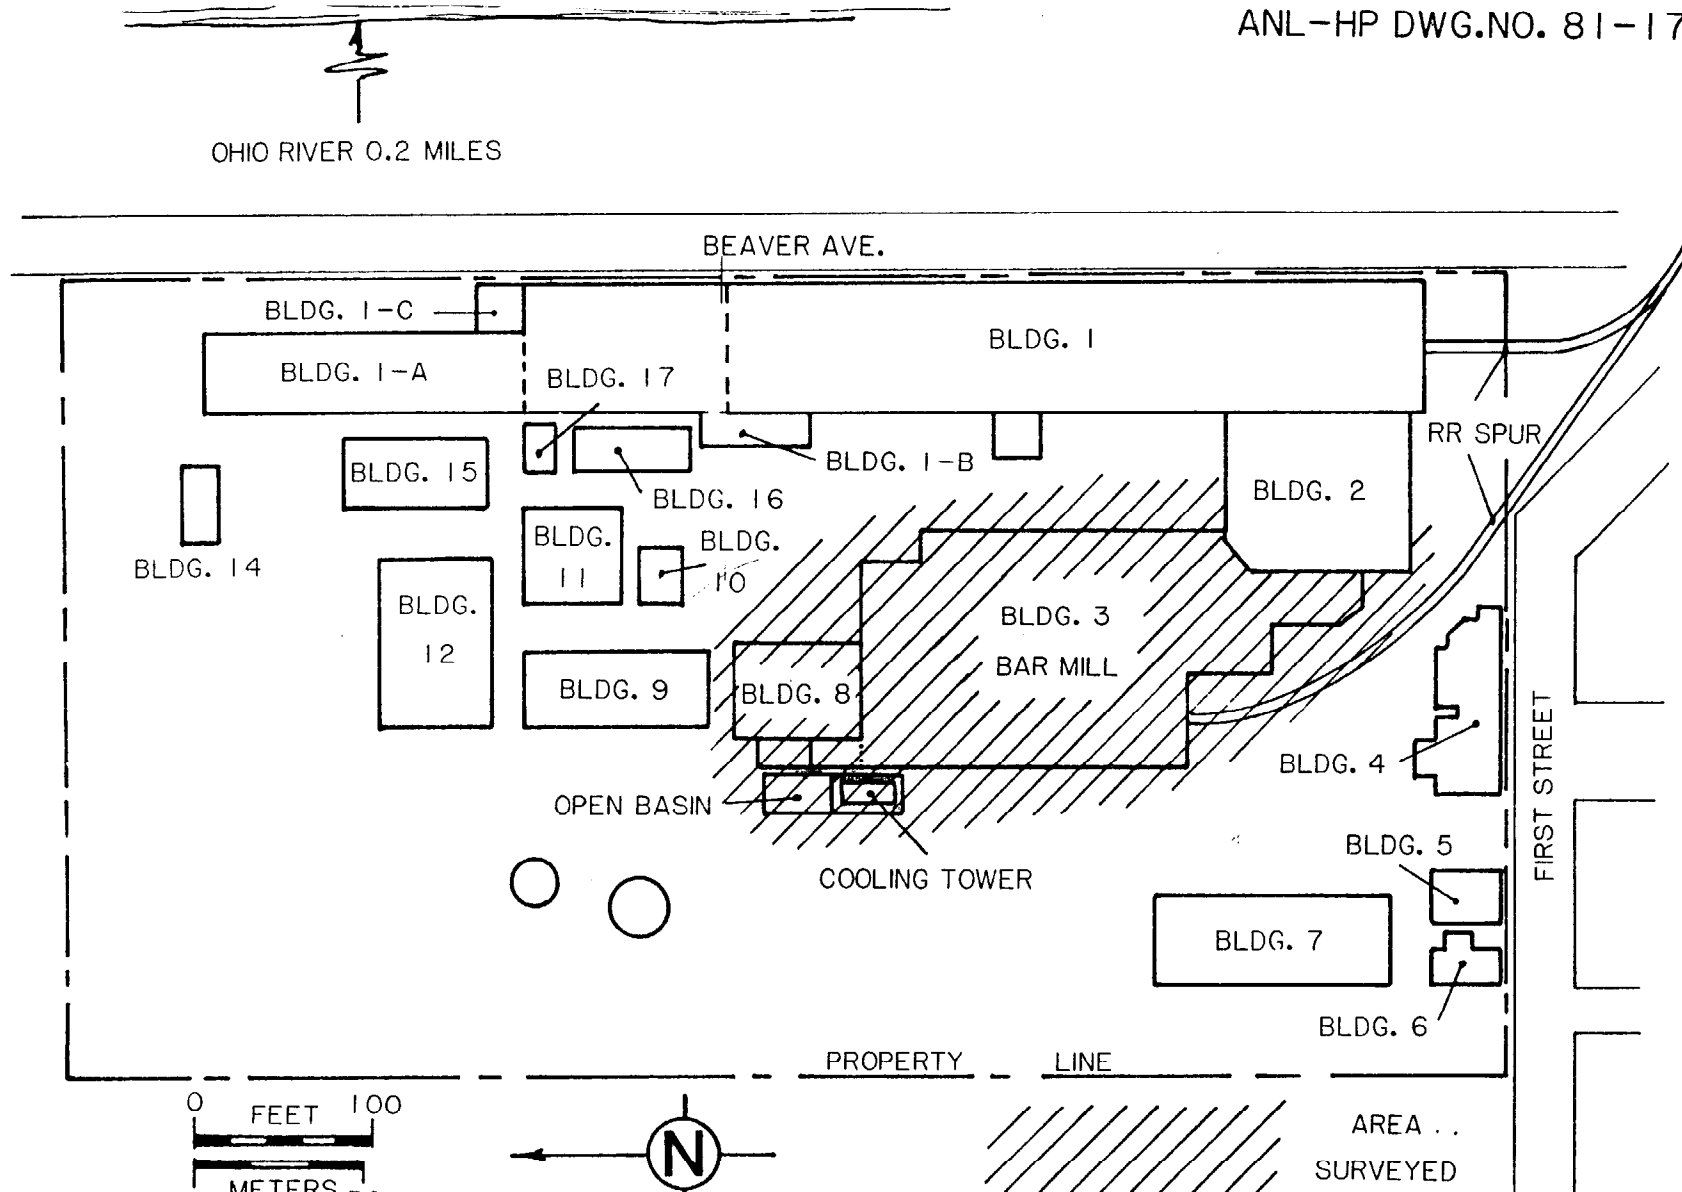 ANL-HP DWG.NO. 81-17
OHIO RIVER 0.2 MILES
BEAVER AVE.
BLDG. 1-C
BLDG. 1
BLDG. 1-A
BLDG. 17
RR SPUR
BLDG. 1-B
BLDG. 15
BLDG. 2
BLDG. 16
BLDG.
11
BLDG.
10
BLDG. 14
BLDG.
12
BLDG. 3
BAR MILL
BLDG. 9
BLDG. 8
BLDG. 4
FIRST STREET
OPEN BASIN
BLDG. 5
COOLING TOWER
BLDG. 7
BLDG. 6
PROPERTY LINE
0 FEET 100
METERS
N
AREA
SURVEYED